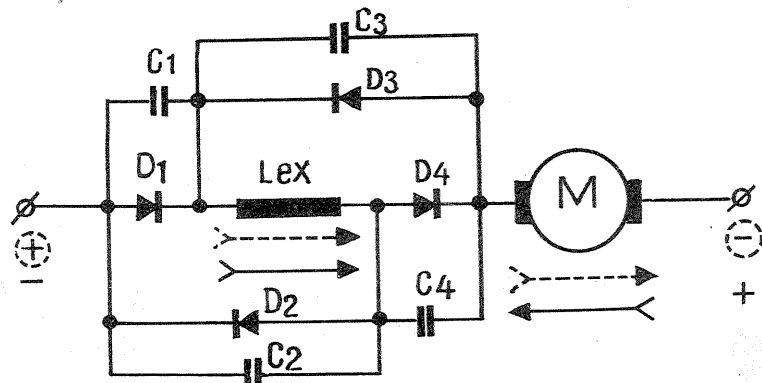 C3
C1
D3
D1
Lex
D4
M
+
-
-
+
D2
C4
C2